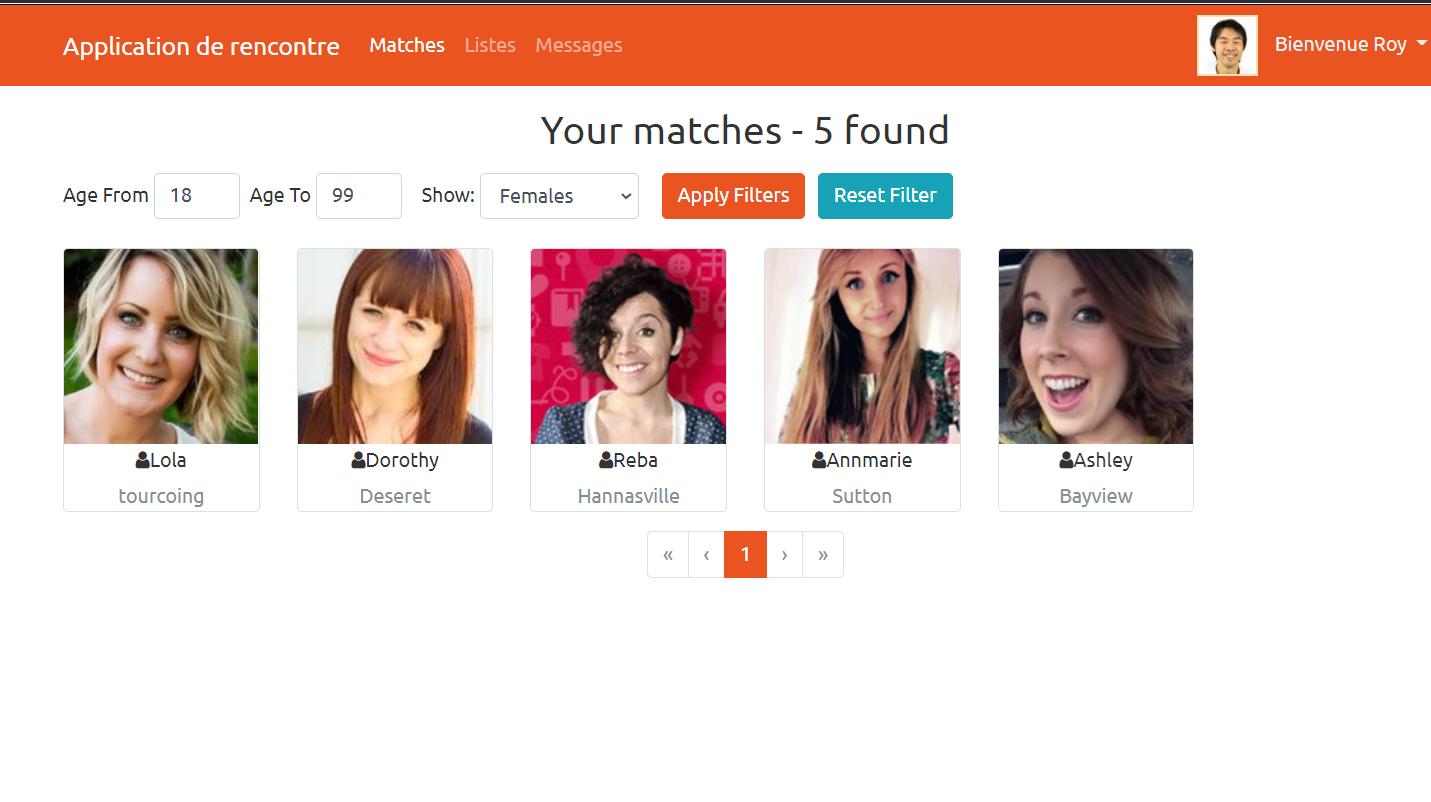 Application de rencontre Matches Listes Messages Bienvenue Roy
Your matches - 5 found
Age From 18 Age To 99 Show: Females Apply Filters Reset Filter
Lola Dorothy Reba Annmarie Ashley
tourcoing Deseret Hannasville Sutton Bayview
« ‹ 1 › »